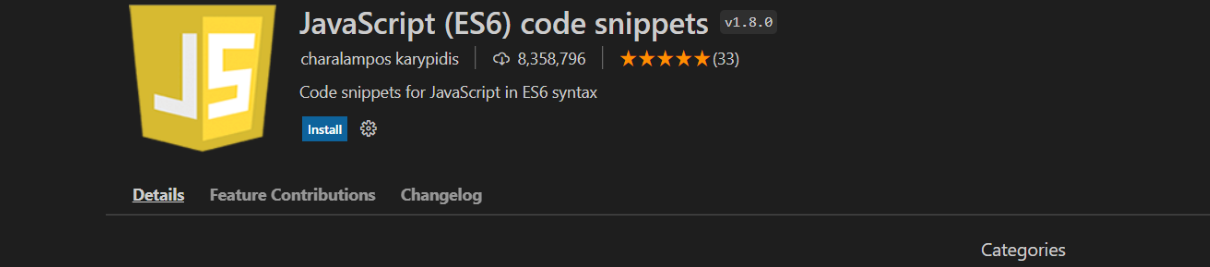 JS
JavaScript (ES6) code snippets v1.8.0
charalampos karypidis 8,358,796 ★★★★★(33)
Code snippets for JavaScript in ES6 syntax
Install
Details Feature Contributions Changelog
Categories